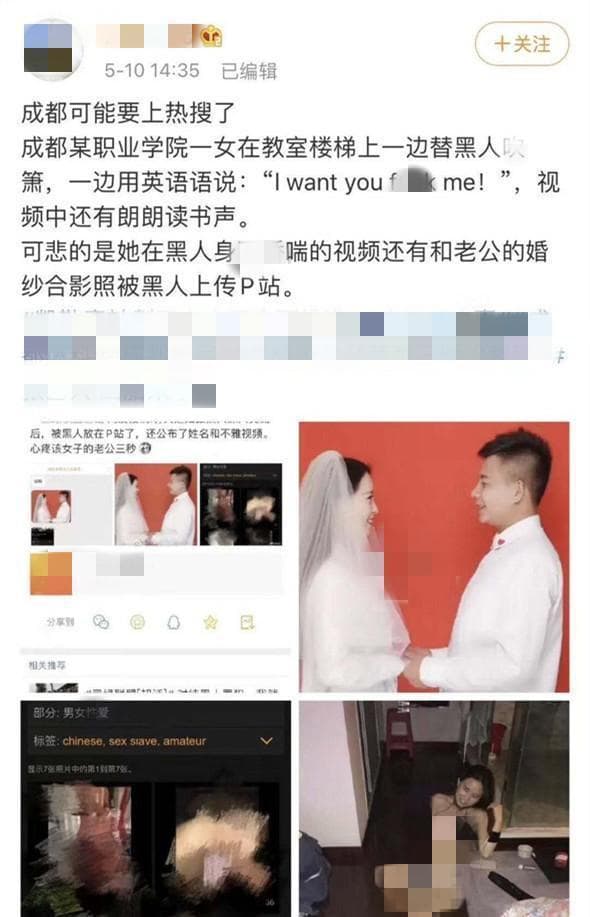 +关注
5-10 14:35 已编辑
成都可能要上热搜了
成都某职业学院一女在教室楼梯上一边替黑人吹
箫，一边用英语语说：“I want you f k me！”，视
频中还有朗朗读书声。
可悲的是她在黑人身 喘的视频还有和老公的婚
纱合影照被黑人上传P站。
后，被黑人放在P站了，还公布了姓名和不雅视频。
心疼该女子的老公三秒
分享到
相关推荐
部分: 男女性爱
标签: chinese, sex slave, amateur
显示7张照片中的第1到第7张。